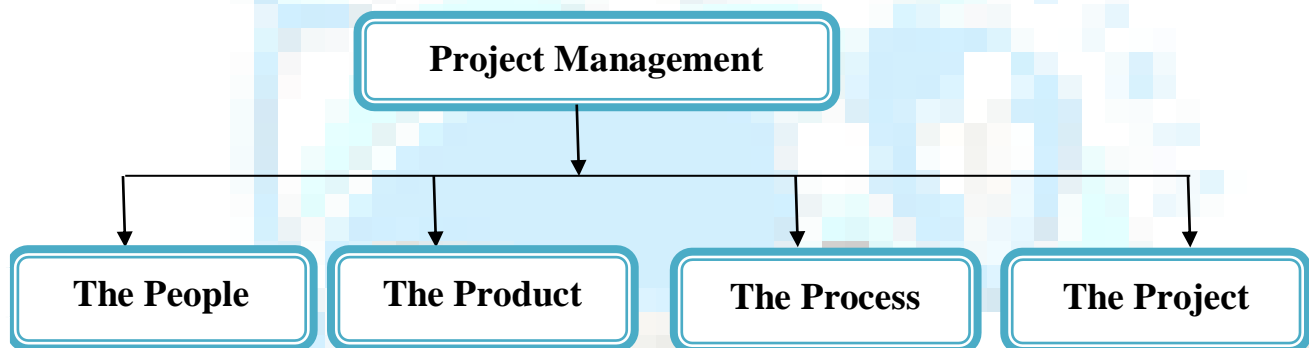 Project Management
The People
The Product
The Process
The Project